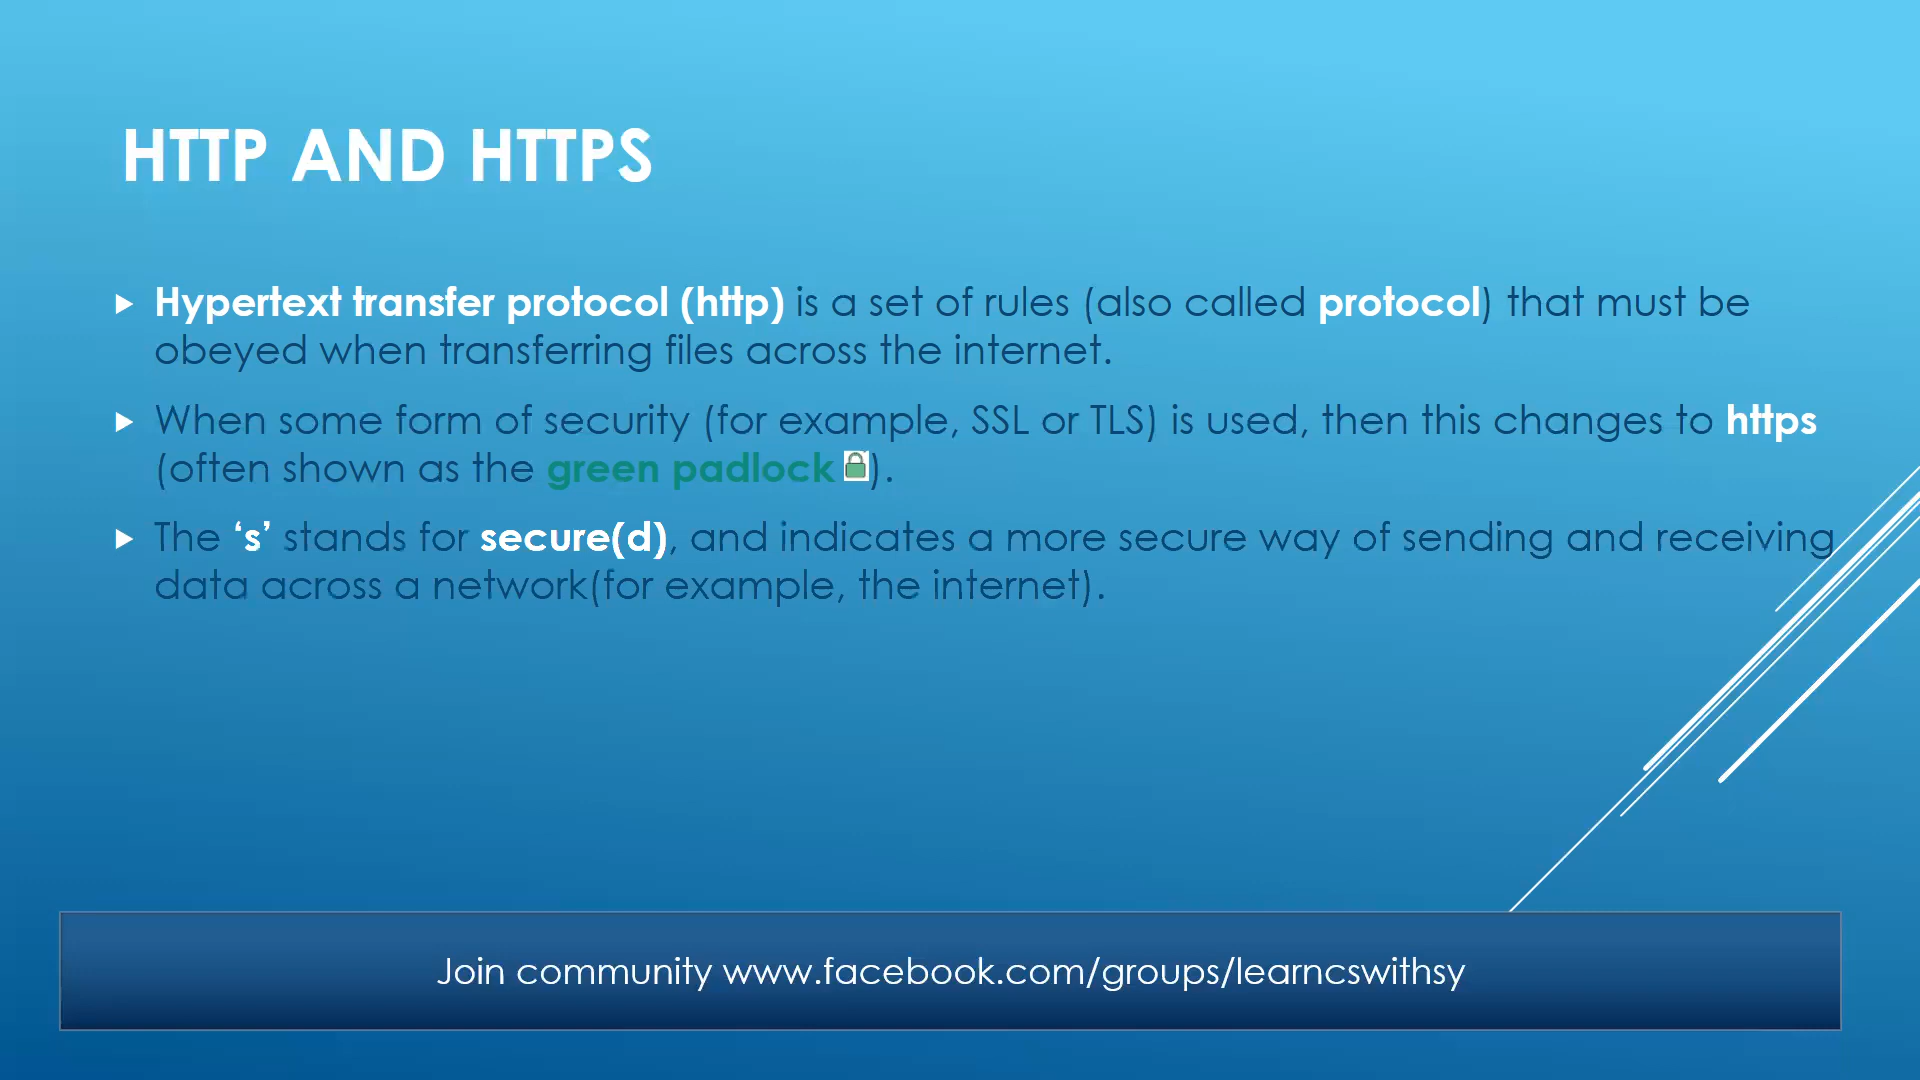 HTTP AND HTTPS
Hypertext transfer protocol (http) is a set of rules (also called protocol) that must be
obeyed when transferring files across the internet.
When some form of security (for example, SSL or TLS) is used, then this changes to https
(often shown as the green padlock ).
The ‘s’ stands for secure(d), and indicates a more secure way of sending and receiving
data across a network(for example, the internet).
Join community www.facebook.com/groups/learncswithsy